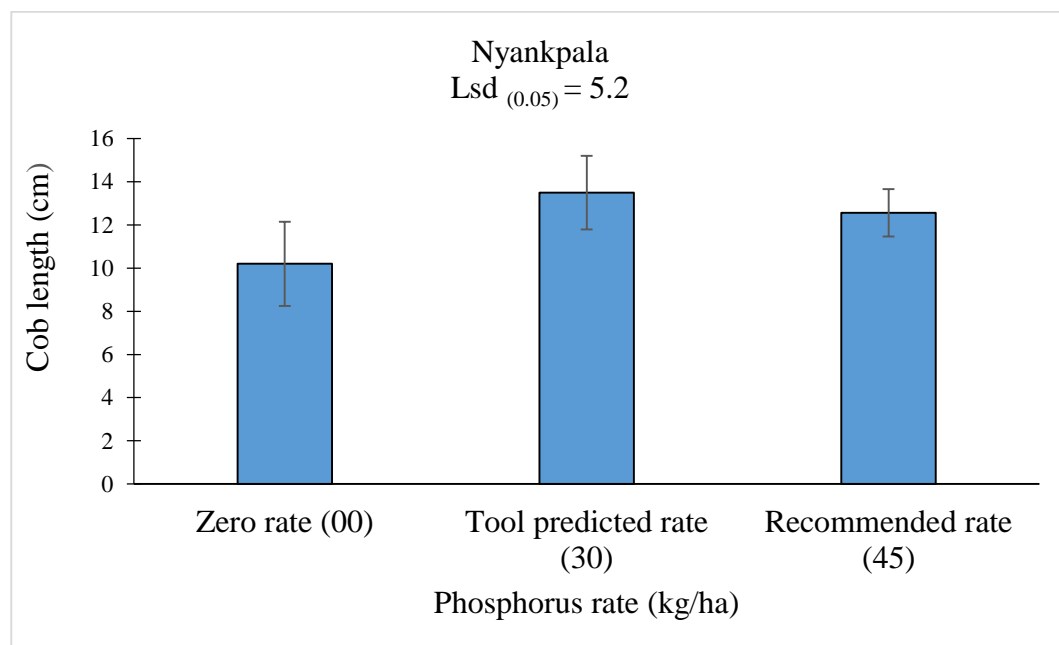 Nyankpala
Lsd (0.05) = 5.2
16
14
12
10
8
6
4
2
0
Cob length (cm)
Zero rate (00)
Tool predicted rate
(30)
Recommended rate
(45)
Phosphorus rate (kg/ha)